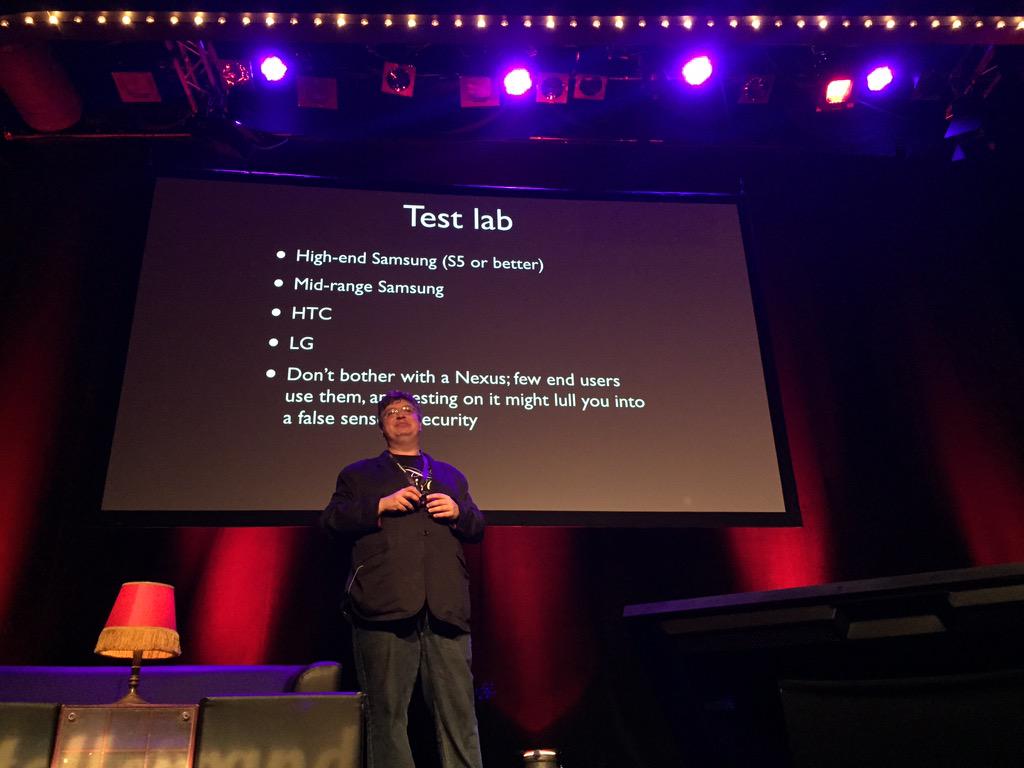 Test lab
• High-end Samsung (S5 or better)
• Mid-range Samsung
• HTC
• LG
• Don't bother with a Nexus; few end users
use them, an esting on it might lull you into
a false sens ecurity